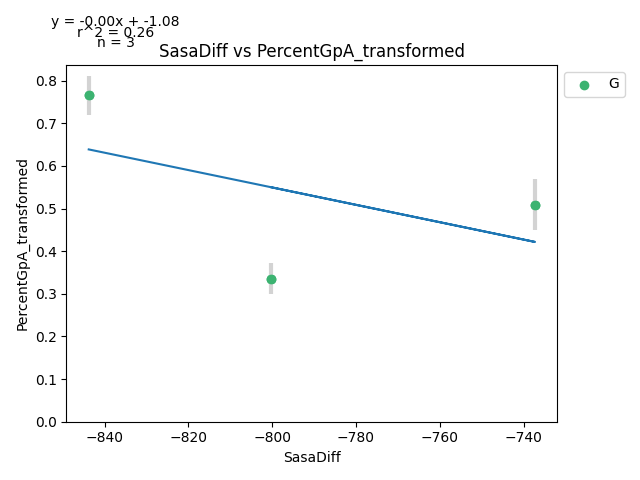 y = -0.00x + -1.08
r^2 = 0.26
n = 3
SasaDiff vs PercentGpA_transformed
G
PercentGpA_transformed
0.8
0.7
0.6
0.5
0.4
0.3
0.2
0.1
0.0
−840 −820 −800 −780 −760 −740
SasaDiff